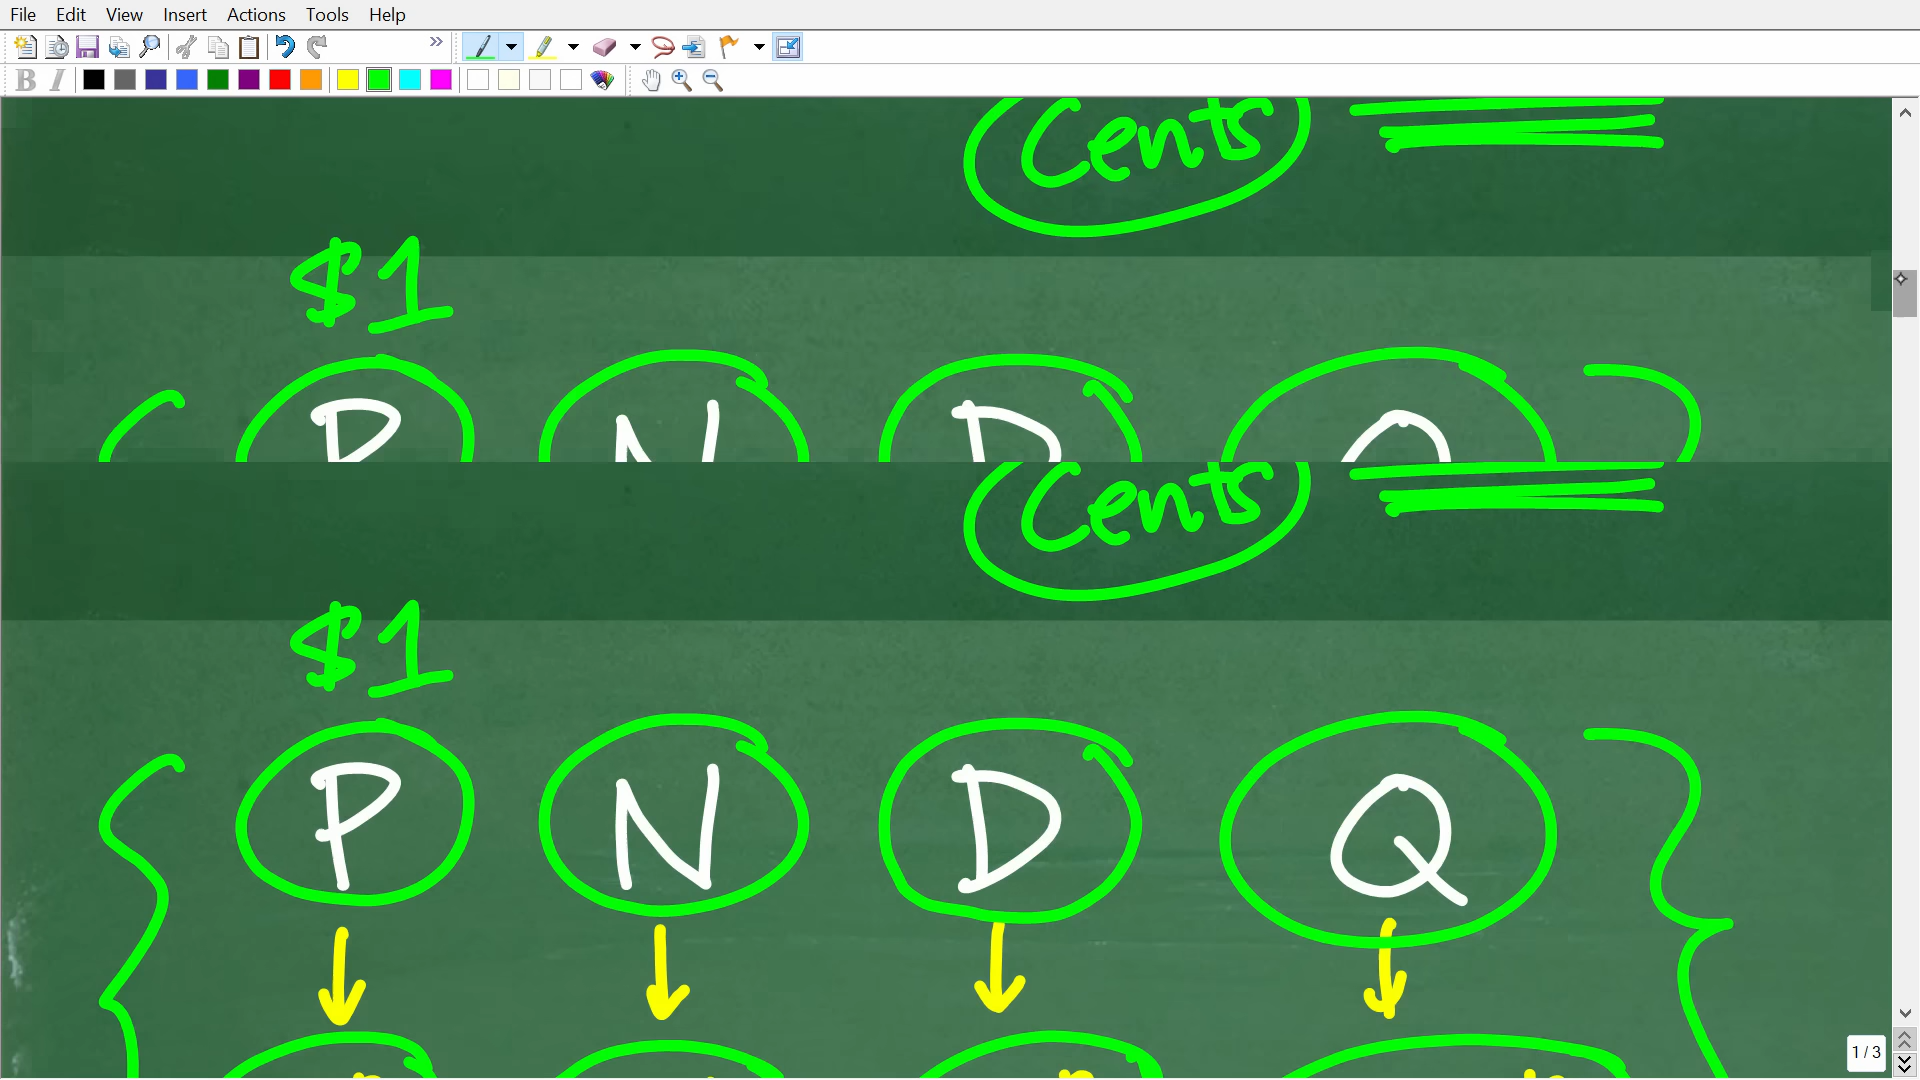 File Edit View Insert Actions Tools Help
B I
Cents
$1
P N D Q
Cents
$1
P N D Q
1 / 3